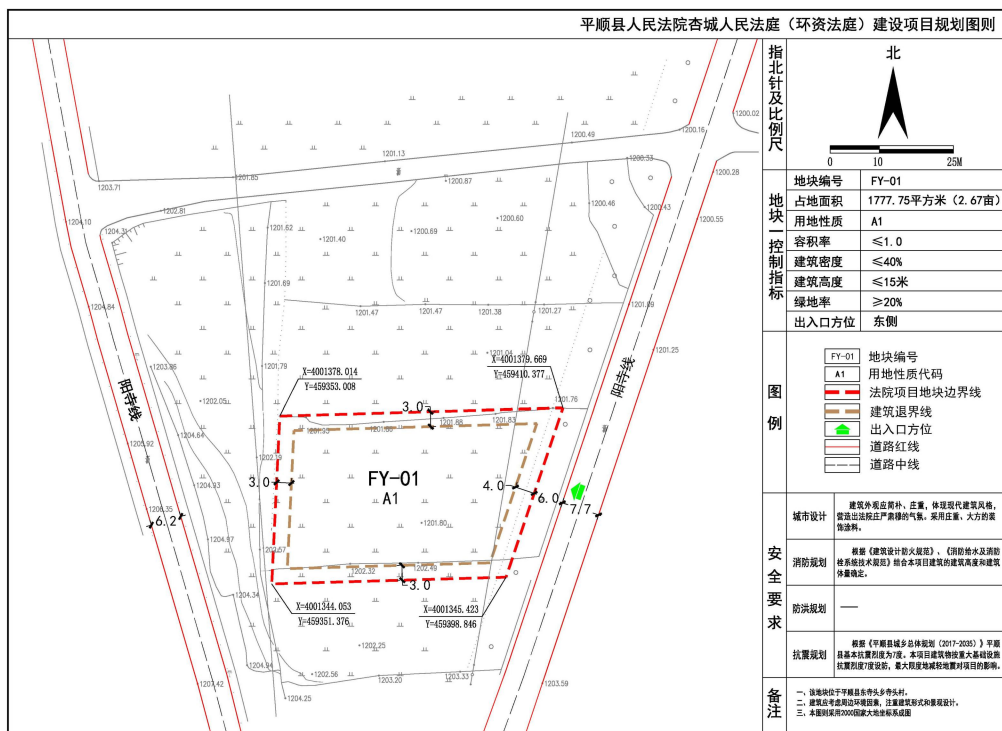 平顺县人民法院杏城人民法庭（环资法庭）建设项目规划图则
指北针及比例尺
北
0 10 25M
地块控制指标
地块编号 FY-01
占地面积 1777.75平方米（2.67亩）
用地性质 A1
容积率 ≤1.0
建筑密度 ≤40%
建筑高度 ≤15米
绿地率 ≥20%
出入口方位 东侧
图例
FY-01 地块编号
A1 用地性质代码
法院项目地块边界线
建筑退界线
出入口方位
道路红线
道路中线
安全要求
城市设计
建筑外观应简朴、庄重，体现现代建筑风格，
营造出法院庄严肃穆的气氛。采用庄重、大方的装
饰涂料。
消防规划
根据《建筑设计防火规范》、《消防给水及消防
栓系统技术规范》结合本项目建筑的建筑高度和建筑
体量确定。
防洪规划 ——
抗震规划
根据《平顺县城乡总体规划（2017-2035）》平顺
县基本抗震烈度为7度。本项目建筑物按重大基础设施
抗震烈度7度设防，最大限度地减轻地震对项目的影响。
备注
一、该地块位于平顺县东寺头乡寺头村。
二、建筑应考虑周边环境因素，注重建筑形式和景观设计。
三、本图则采用2000国家大地坐标系成图
1200.02
1200.16
1200.49
1201.13
1200.33
1200.28
1203.71
1201.85
1200.87
1204.10
1202.81
1200.60
1200.46
1200.43
1200.55
1204.31
1201.62
1201.40
1200.69
1201.69
1204.84
1201.47
1201.47
1201.38
1201.27
1201.09
1201.25
1203.86
1201.79
1201.04
X=4001378.014
Y=459353.008
X=4001379.669
Y=459410.377
阳寺线
阳寺线
1202.05
3.0
1201.76
1201.93
1201.88
1201.83
1205.92
1204.64
1202.19
3.0
FY-01
A1
4.0
6.0
7.7
1204.93
1206.35
6.2
1201.80
1204.97
1202.57
1202.32
1202.49
3.0
1204.34
X=4001344.053
Y=459351.376
X=4001345.423
Y=459398.846
1202.25
1204.94
1207.42
1202.56
1203.20
1203.33
1203.59
1204.25